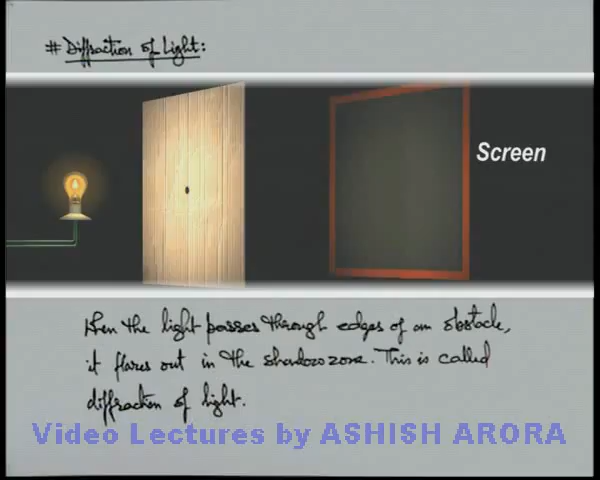 # Diffraction of Light:
Screen
When the light passes through edges of an obstacle,
it flares out in the shadow zone. This is called
diffraction of light.
Video Lectures by ASHISH ARORA